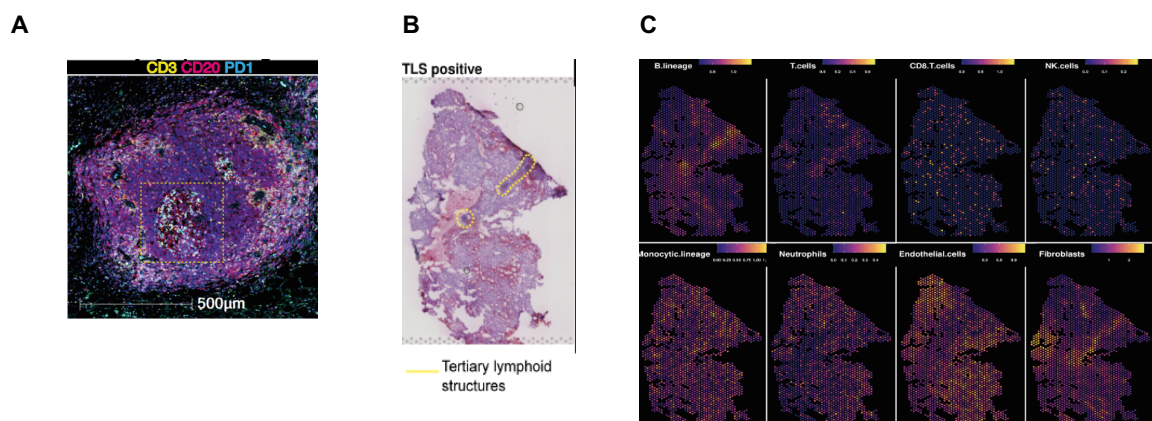 A
B
C
CD3 CD20 PD1
500µm
TLS positive
Tertiary lymphoid
structures
B.lineage
T.cells
CD8.T.cells
NK.cells
Monocytic.lineage
Neutrophils
Endothelial.cells
Fibroblasts